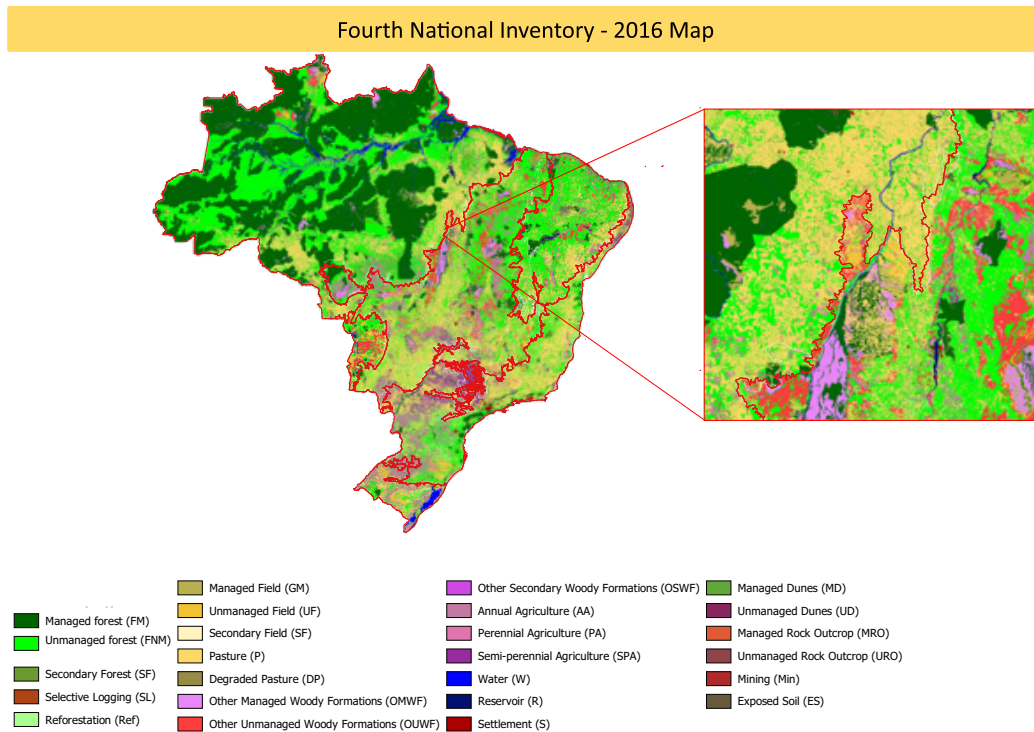 Fourth National Inventory - 2016 Map
Managed forest (FM)
Unmanaged forest (FNM)
Secondary Forest (SF)
Selective Logging (SL)
Reforestation (Ref)
Managed Field (GM)
Unmanaged Field (UF)
Secondary Field (SF)
Pasture (P)
Degraded Pasture (DP)
Other Managed Woody Formations (OMWF)
Other Unmanaged Woody Formations (OUWF)
Other Secondary Woody Formations (OSWF)
Annual Agriculture (AA)
Perennial Agriculture (PA)
Semi-perennial Agriculture (SPA)
Water (W)
Reservoir (R)
Settlement (S)
Managed Dunes (MD)
Unmanaged Dunes (UD)
Managed Rock Outcrop (MRO)
Unmanaged Rock Outcrop (URO)
Mining (Min)
Exposed Soil (ES)